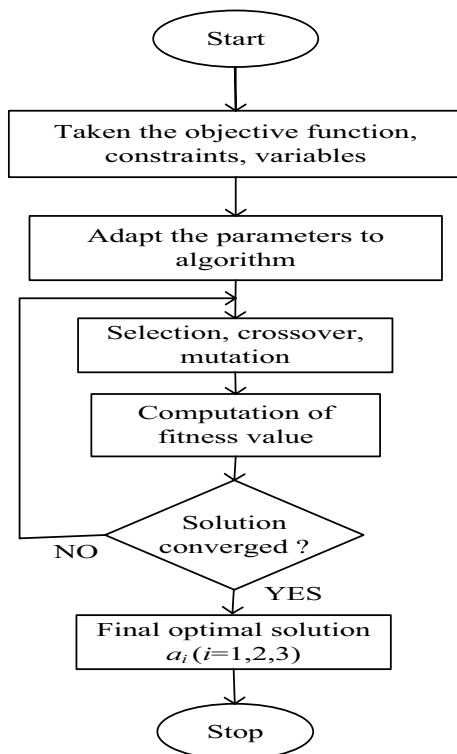 Start
Taken the objective function,
constraints, variables
Adapt the parameters to
algorithm
Selection, crossover,
mutation
Computation of
fitness value
Solution
converged ?
NO
YES
Final optimal solution
aᵢ (i=1,2,3)
Stop